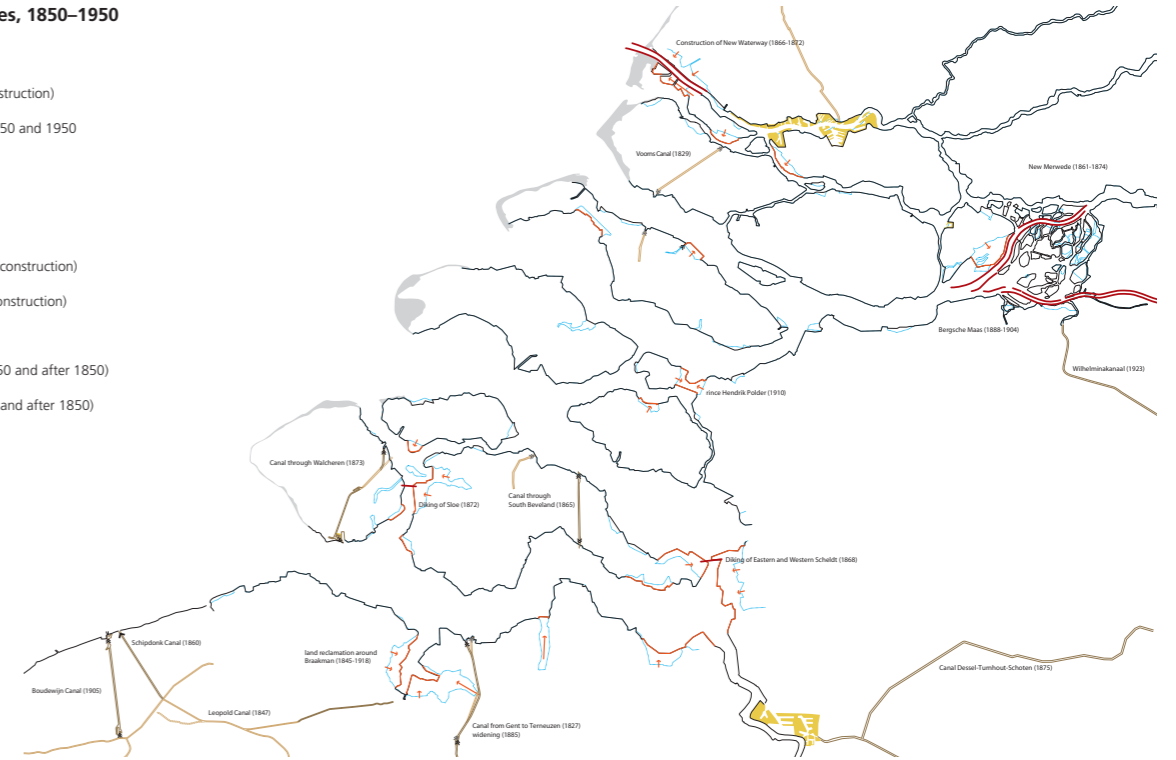 es, 1850–1950
struction)
50 and 1950
construction)
onstruction)
50 and after 1850)
and after 1850)
Construction of New Waterway (1866-1872)
Vooms Canal (1829)
New Merwede (1861-1874)
Bergsche Maas (1888-1904)
Wilhelminakanaal (1923)
rince Hendrik Polder (1910)
Canal through Walcheren (1873)
Diking of Sloe (1872)
Canal through
South Beveland (1865)
Diking of Eastern and Western Scheldt (1868)
Schipdonk Canal (1860)
land reclamation around
Braakman (1845-1918)
Boudewijn Canal (1905)
Leopold Canal (1847)
Canal from Gent to Terneuzen (1827)
widening (1885)
Canal Dessel-Turnhout-Schoten (1875)